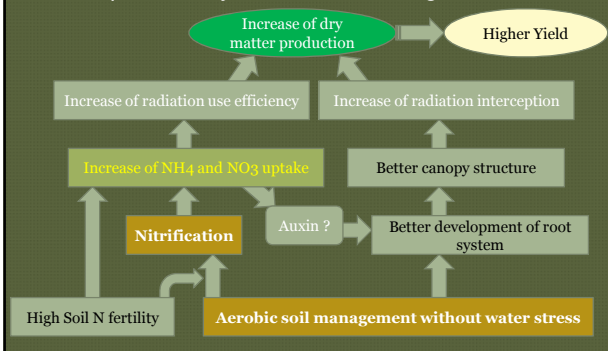 Increase of dry
matter production
Higher Yield
Increase of radiation use efficiency
Increase of radiation interception
Increase of NH4 and NO3 uptake
Better canopy structure
Nitrification
Auxin ?
Better development of root
system
High Soil N fertility
Aerobic soil management without water stress